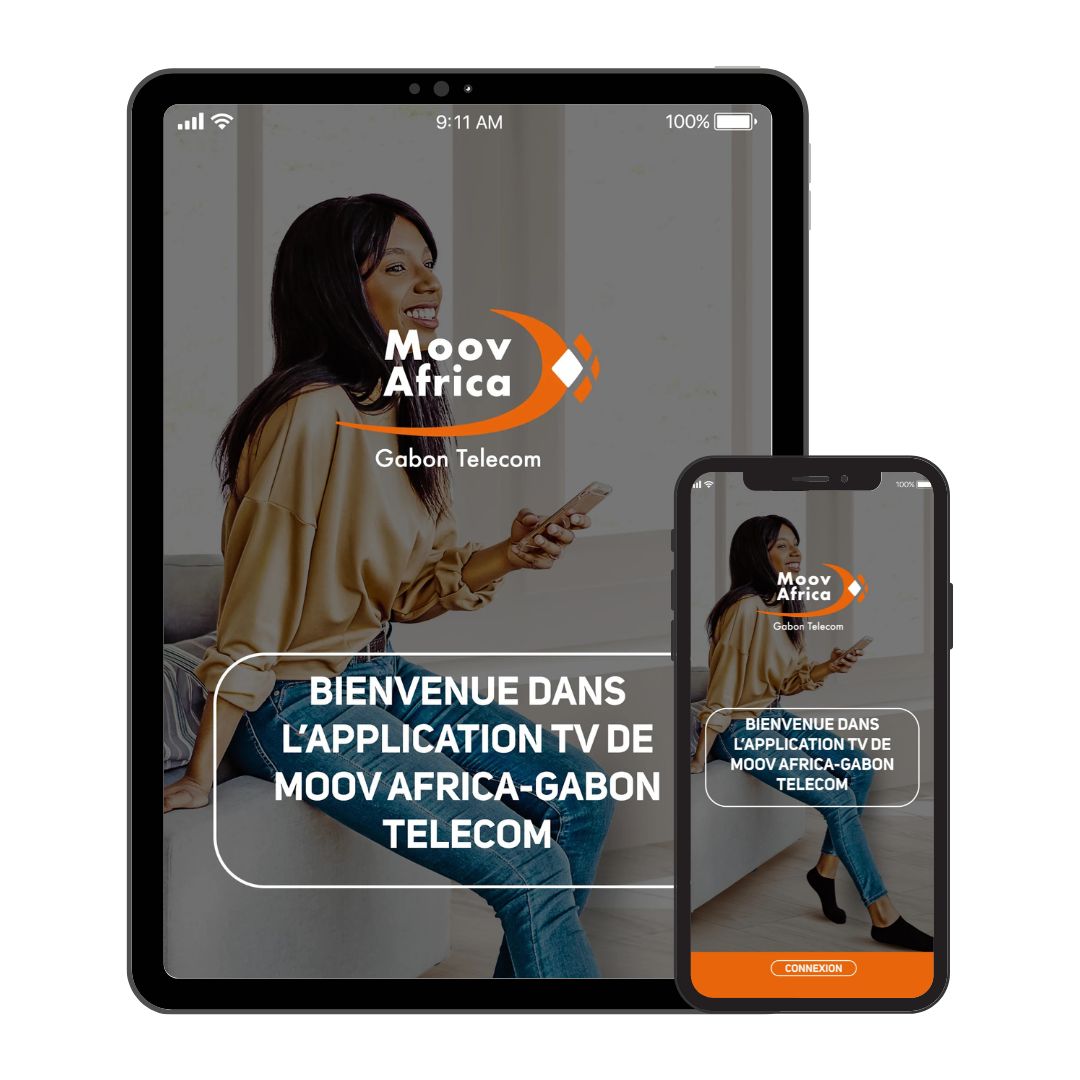 9:11 AM
100%
Moov
Africa
Gabon Telecom
BIENVENUE DANS
L'APPLICATION TV DE
MOOV AFRICA-GABON
TELECOM
100%
Moov
Africa
Gabon Telecom
BIENVENUE DANS
L'APPLICATION TV DE
MOOV AFRICA-GABON
TELECOM
CONNEXION